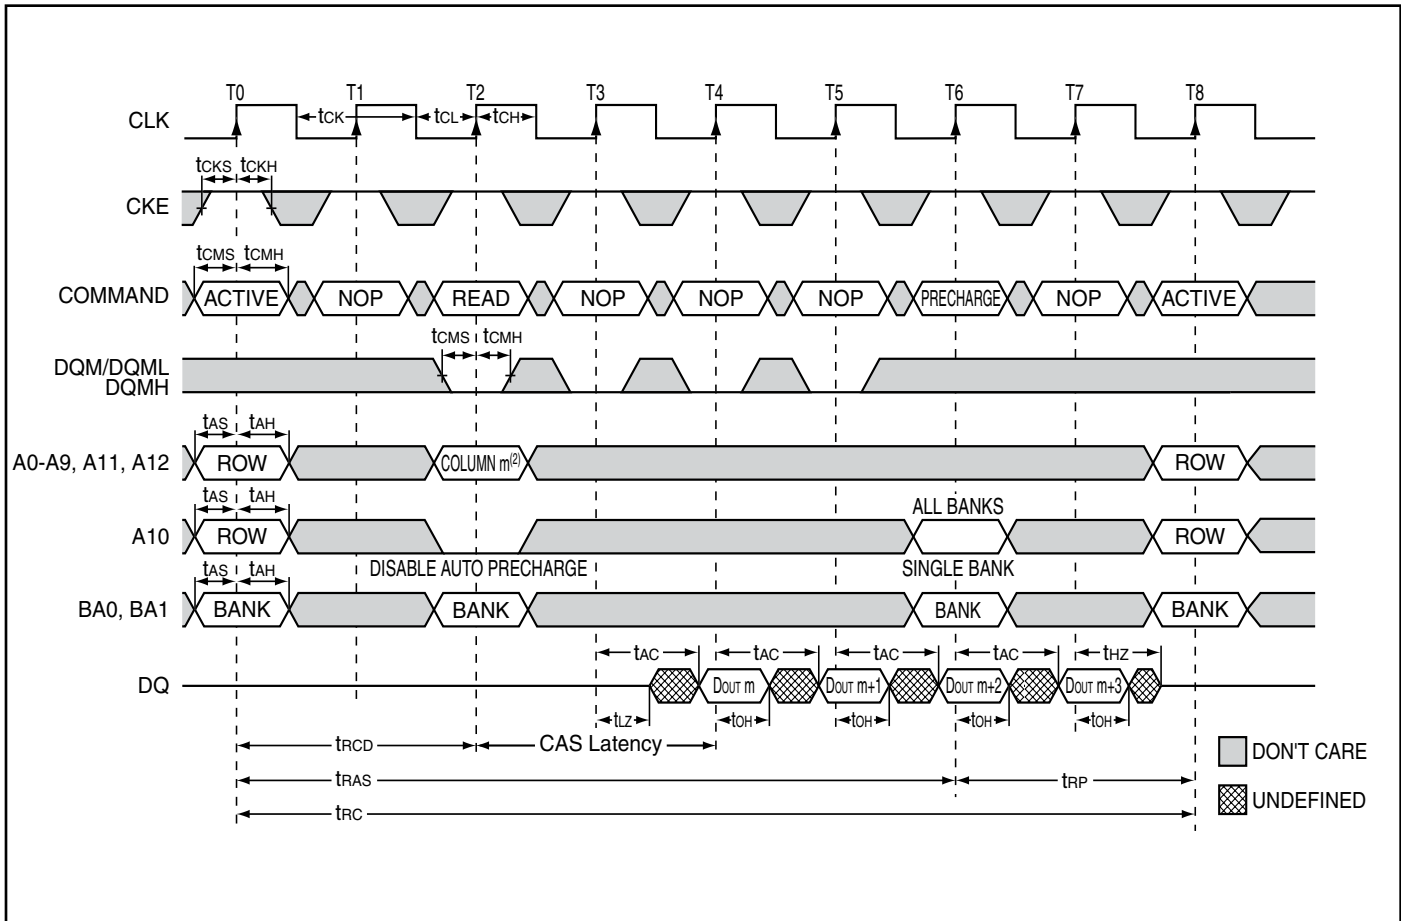 T0 T1 T2 T3 T4 T5 T6 T7 T8
CLK tCK tCL tCH
tCKS tCKH
CKE
tCMS tCMH
COMMAND ACTIVE NOP READ NOP NOP NOP PRECHARGE NOP ACTIVE
tCMS tCMH
DQM/DQML
DQMH
tAS tAH
A0-A9, A11, A12 ROW COLUMN m(2) ROW
tAS tAH ALL BANKS
A10 ROW ROW
DISABLE AUTO PRECHARGE SINGLE BANK
tAS tAH
BA0, BA1 BANK BANK BANK BANK
tAC tAC tAC tAC tHZ
DQ DOUT m DOUT m+1 DOUT m+2 DOUT m+3
tLZ tOH tOH tOH tOH
tRCD CAS Latency
DON'T CARE
tRAS tRP
UNDEFINED
tRC